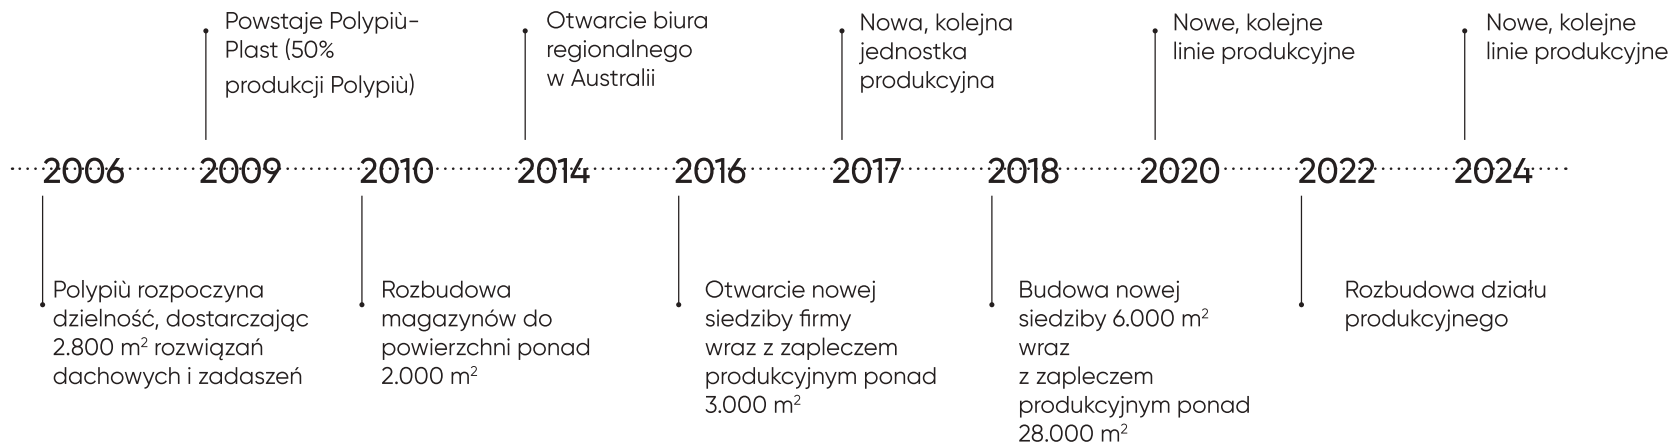 Powstaje Polypiù-
Plast (50%
produkcji Polypiù)
Otwarcie biura
regionalnego
w Australii
Nowa, kolejna
jednostka
produkcyjna
Nowe, kolejne
linie produkcyjne
Nowe, kolejne
linie produkcyjne
2006 2009 2010 2014 2016 2017 2018 2020 2022 2024
Polypiù rozpoczyna
dzielność, dostarczając
2.800 m² rozwiązań
dachowych i zadaszeń
Rozbudowa
magazynów do
powierzchni ponad
2.000 m²
Otwarcie nowej
siedziby firmy
wraz z zapleczem
produkcyjnym ponad
3.000 m²
Budowa nowej
siedziby 6.000 m²
wraz
z zapleczem
produkcyjnym ponad
28.000 m²
Rozbudowa działu
produkcyjnego